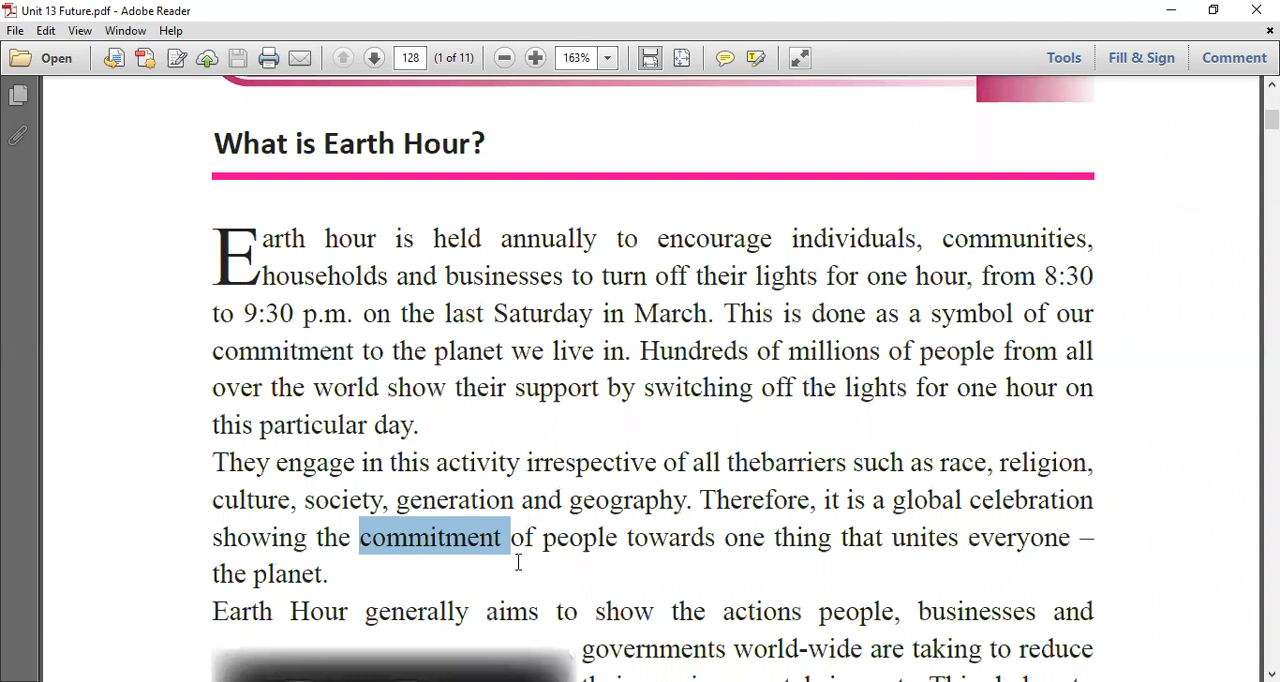 Unit 13 Future.pdf - Adobe Reader
File Edit View Window Help
Open 128 (1 of 11) 163% Tools Fill & Sign Comment
What is Earth Hour?
Earth hour is held annually to encourage individuals, communities,
households and businesses to turn off their lights for one hour, from 8:30
to 9:30 p.m. on the last Saturday in March. This is done as a symbol of our
commitment to the planet we live in. Hundreds of millions of people from all
over the world show their support by switching off the lights for one hour on
this particular day.
They engage in this activity irrespective of all thebarriers such as race, religion,
culture, society, generation and geography. Therefore, it is a global celebration
showing the commitment of people towards one thing that unites everyone –
the planet.
Earth Hour generally aims to show the actions people, businesses and
governments world-wide are taking to reduce